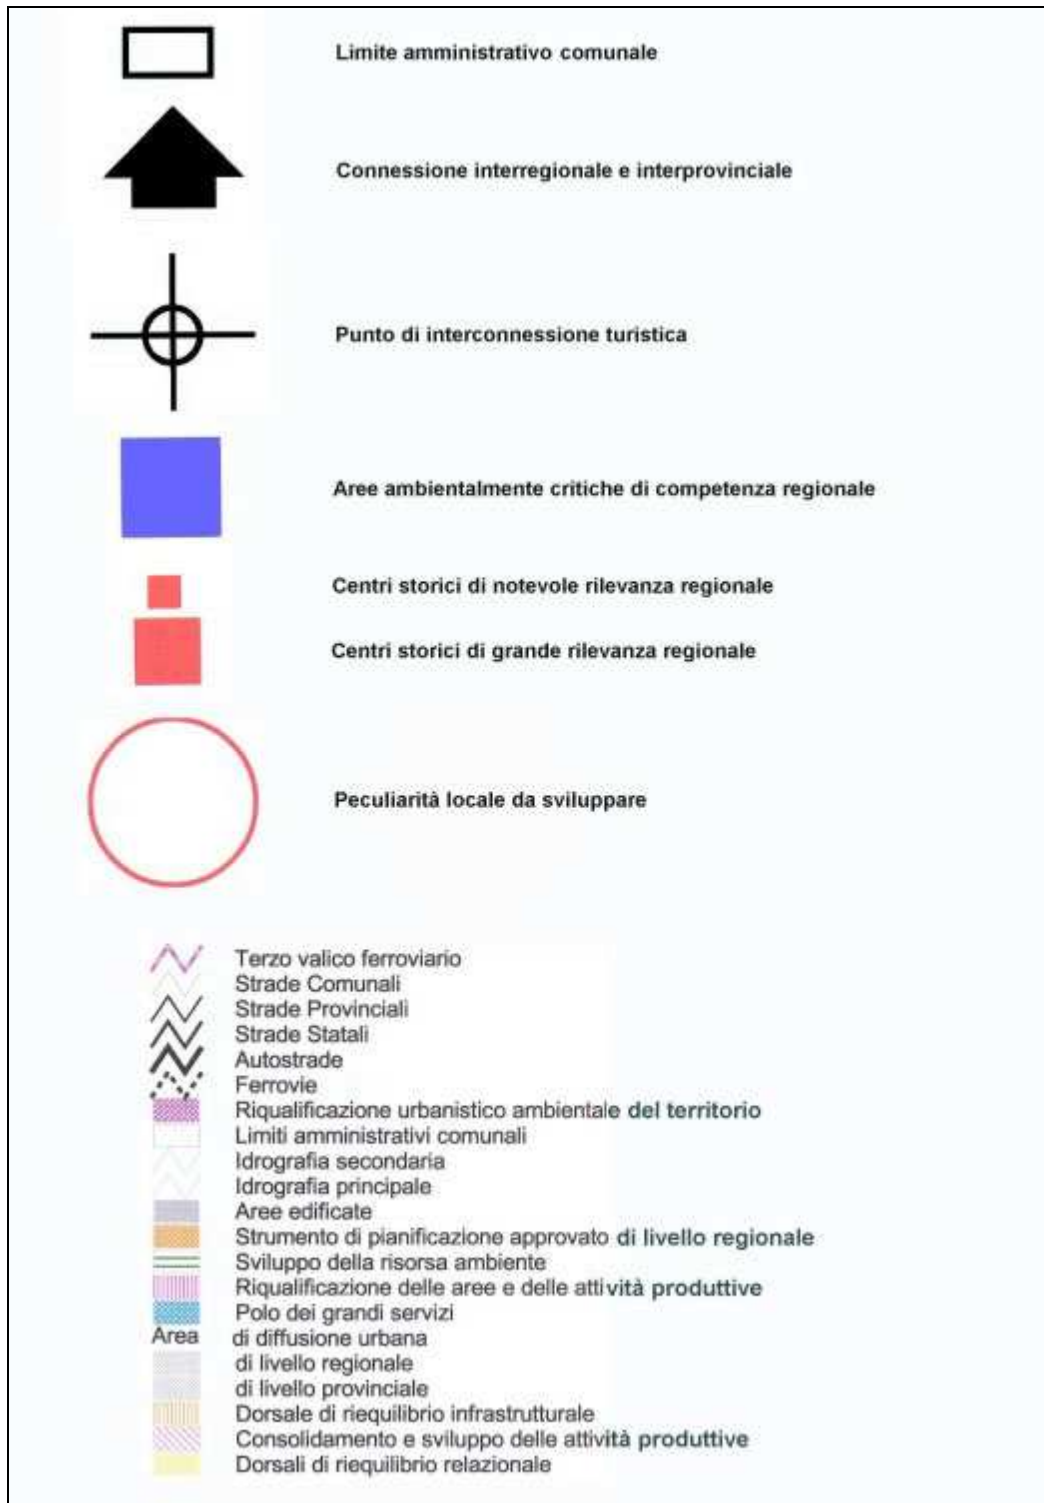 Limite amministrativo comunale
Connessione interregionale e interprovinciale
Punto di interconnessione turistica
Aree ambientalmente critiche di competenza regionale
Centri storici di notevole rilevanza regionale
Centri storici di grande rilevanza regionale
Peculiarità locale da sviluppare
Terzo valico ferroviario
Strade Comunali
Strade Provinciali
Strade Statali
Autostrade
Ferrovie
Riqualificazione urbanistico ambientale del territorio
Limiti amministrativi comunali
Idrografia secondaria
Idrografia principale
Aree edificate
Strumento di pianificazione approvato di livello regionale
Sviluppo della risorsa ambiente
Riqualificazione delle aree e delle attività produttive
Polo dei grandi servizi
Area di diffusione urbana
di livello regionale
di livello provinciale
Dorsale di riequilibrio infrastrutturale
Consolidamento e sviluppo delle attività produttive
Dorsali di riequilibrio relazionale